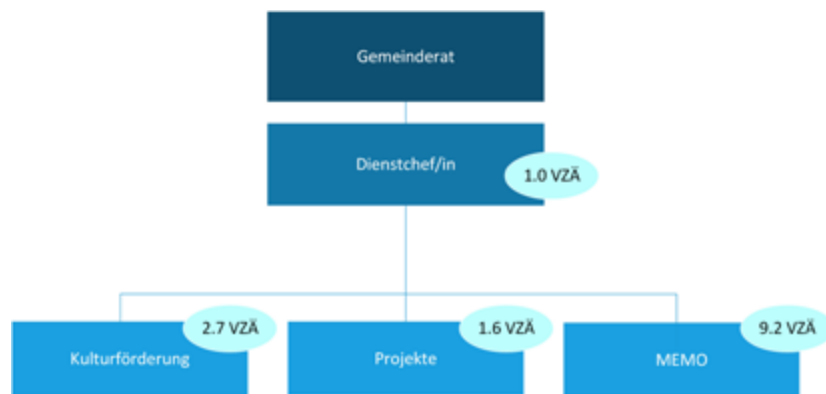 Gemeinderat
Dienstchef/in
1.0 VZÄ
2.7 VZÄ
1.6 VZÄ
9.2 VZÄ
Kulturförderung
Projekte
MEMO